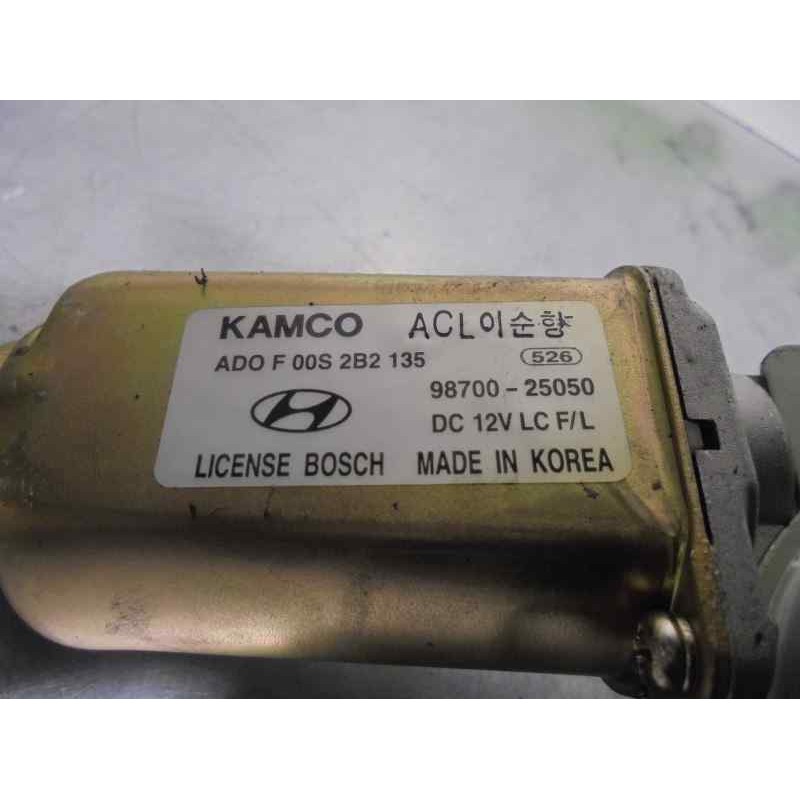 KAMCO ACL이순항
ADO F 00S 2B2 135 526
98700-25050
DC 12V LC F/L
LICENSE BOSCH MADE IN KOREA